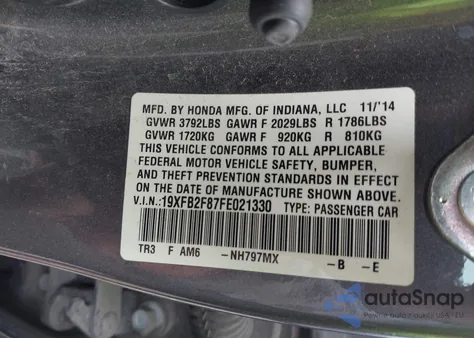 MFD. BY HONDA MFG. OF INDIANA, LLC 11/'14
GVWR 3792LBS GAWR F 2029LBS R 1786LBS
GVWR 1720KG GAWR F 920KG R 810KG
THIS VEHICLE CONFORMS TO ALL APPLICABLE
FEDERAL MOTOR VEHICLE SAFETY, BUMPER,
AND THEFT PREVENTION STANDARDS IN EFFECT
ON THE DATE OF MANUFACTURE SHOWN ABOVE.
V.I.N.:19XFB2F87FE021330 TYPE: PASSENGER CAR
TR3 F AM6 -NH797MX -B -E
autoSnap